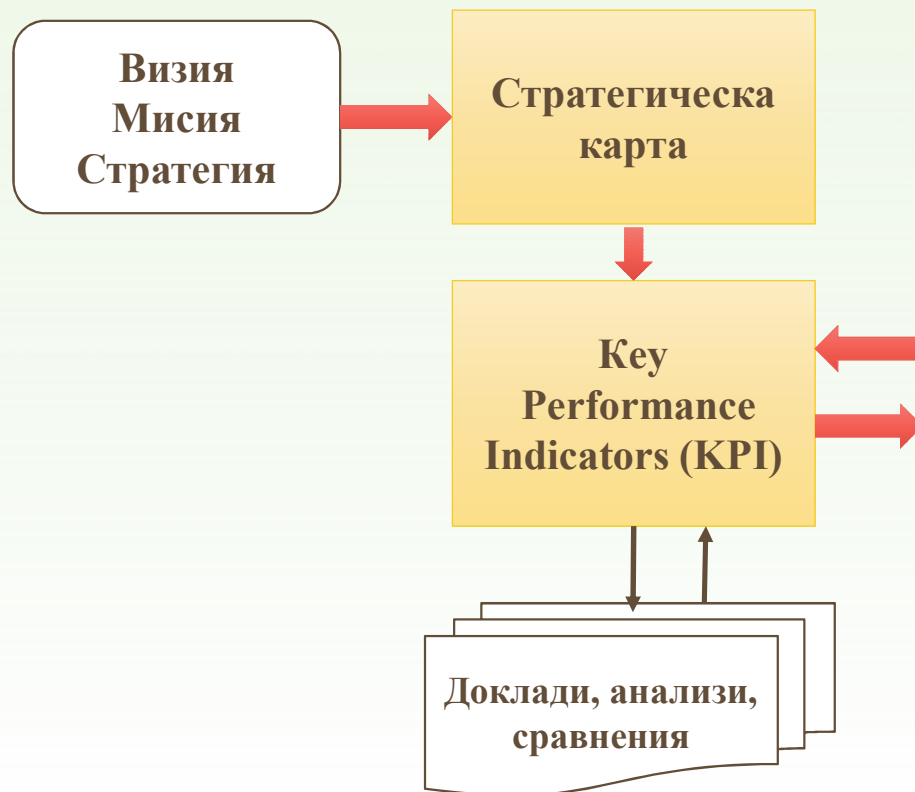 Визия
Мисия
Стратегия
Стратегическа
карта
Key
Performance
Indicators (KPI)
Доклади, анализи,
сравнения